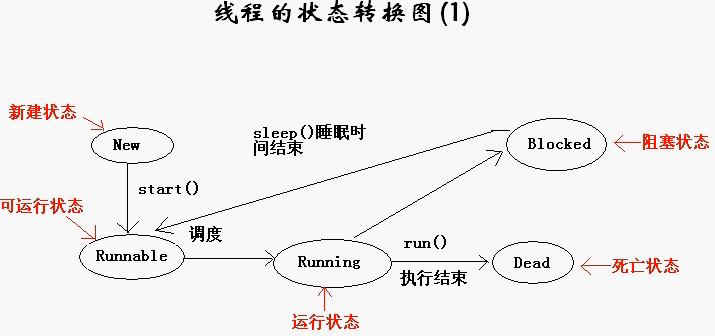 线程的状态转换图(1)
新建状态
New
sleep()睡眠时
间结束
Blocked
阻塞状态
start()
可运行状态
调度
Runnable
Running
run()
执行结束
Dead
死亡状态
运行状态